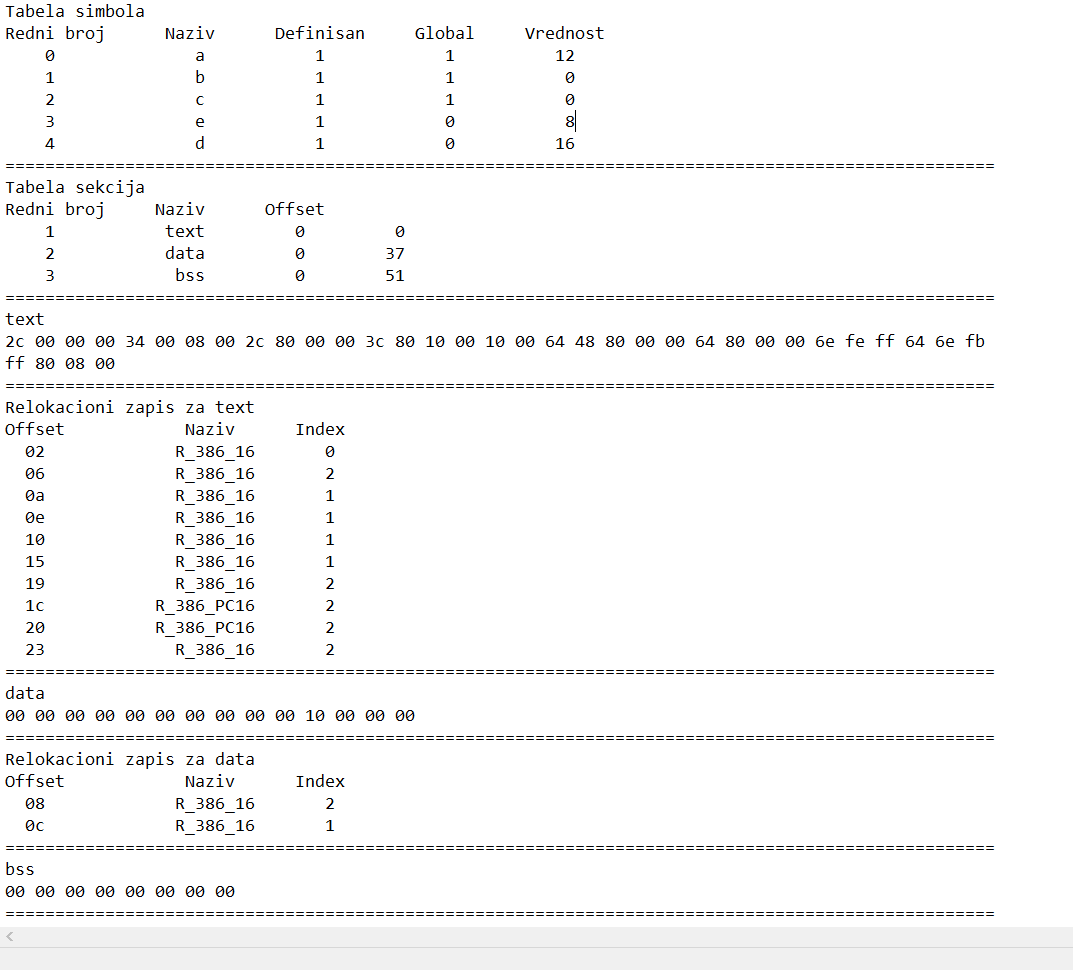 Tabela simbola
Redni broj Naziv Definisan Global Vrednost
0 a 1 1 12
1 b 1 1 0
2 c 1 1 0
3 e 1 0 8
4 d 1 0 16
===================================================================================================
Tabela sekcija
Redni broj Naziv Offset
1 text 0 0
2 data 0 37
3 bss 0 51
===================================================================================================
text
2c 00 00 00 34 00 08 00 2c 80 00 00 3c 80 10 00 10 00 64 48 80 00 00 64 80 00 00 6e fe ff 64 6e fb
ff 80 08 00
===================================================================================================
Relokacioni zapis za text
Offset Naziv Index
02 R_386_16 0
06 R_386_16 2
0a R_386_16 1
0e R_386_16 1
10 R_386_16 1
15 R_386_16 1
19 R_386_16 2
1c R_386_PC16 2
20 R_386_PC16 2
23 R_386_16 2
===================================================================================================
data
00 00 00 00 00 00 00 00 00 00 10 00 00 00
===================================================================================================
Relokacioni zapis za data
Offset Naziv Index
08 R_386_16 2
0c R_386_16 1
===================================================================================================
bss
00 00 00 00 00 00 00 00
===================================================================================================